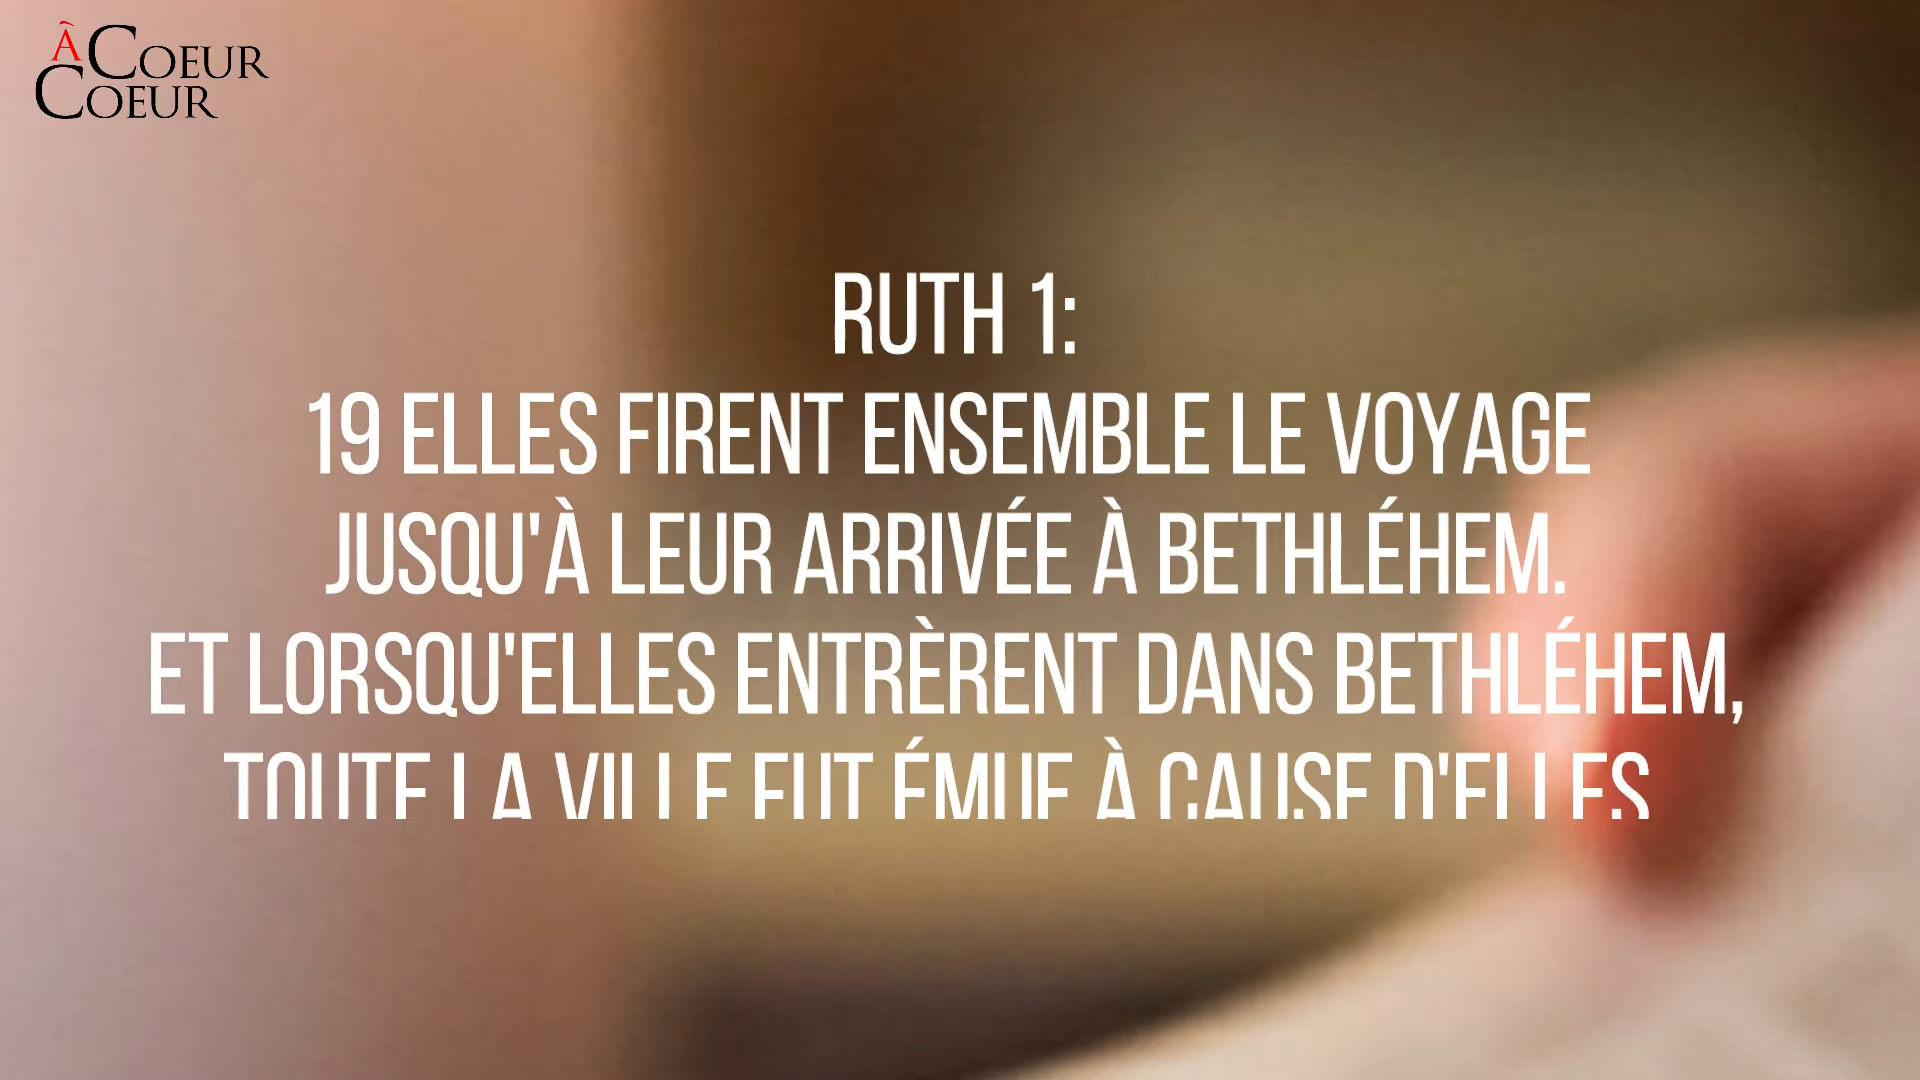 Â COEUR
COEUR
RUTH 1:
19 ELLES FIRENT ENSEMBLE LE VOYAGE
JUSQU'À LEUR ARRIVÉE À BETHLÉHEM.
ET LORSQU'ELLES ENTRÈRENT DANS BETHLÉHEM,
TOUTE LA VILLE FUT ÉMUE À CAUSE D'ELLES